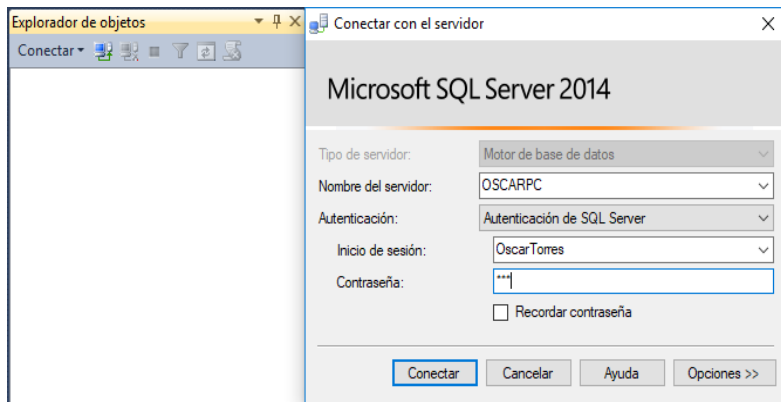 Explorador de objetos
Conectar
Conectar con el servidor
Microsoft SQL Server 2014
Tipo de servidor: Motor de base de datos
Nombre del servidor: OSCARPC
Autenticación: Autenticación de SQL Server
Inicio de sesión: OscarTorres
Contraseña: ***
Recordar contraseña
Conectar Cancelar Ayuda Opciones >>